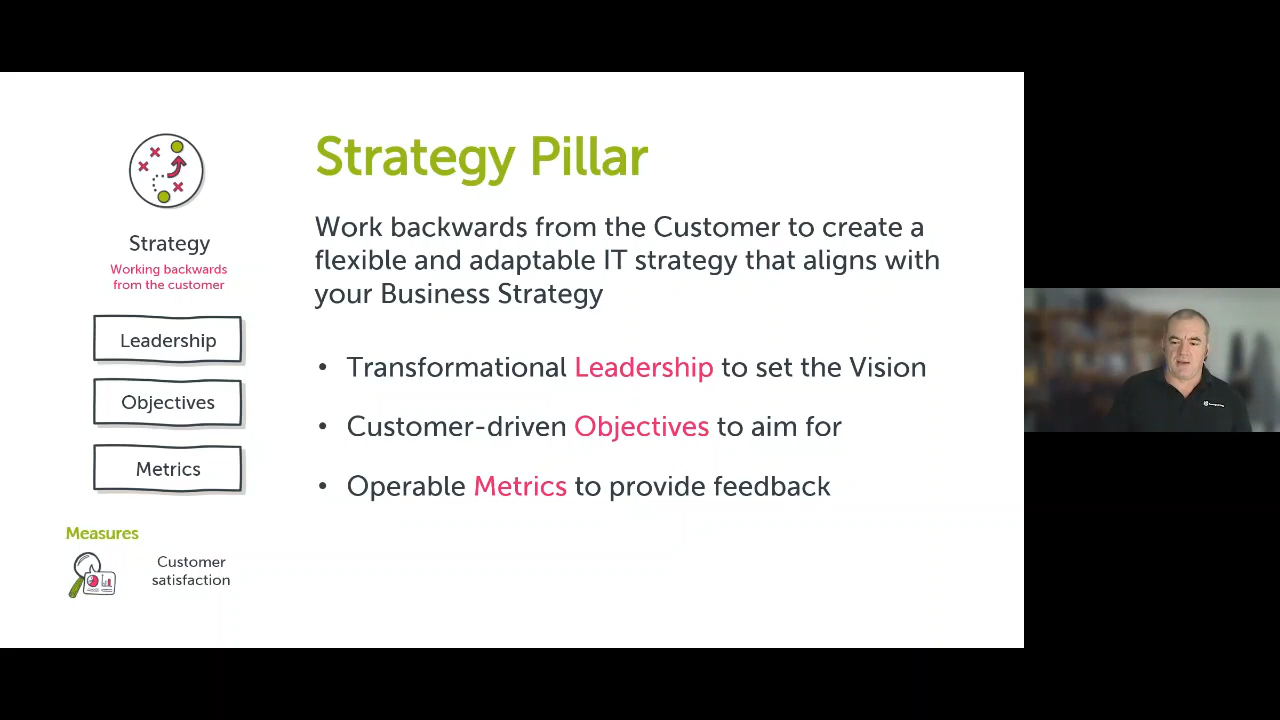 Strategy
Working backwards
from the customer
Leadership
Objectives
Metrics
Measures
Customer
satisfaction
Strategy Pillar
Work backwards from the Customer to create a
flexible and adaptable IT strategy that aligns with
your Business Strategy
• Transformational Leadership to set the Vision
• Customer-driven Objectives to aim for
• Operable Metrics to provide feedback